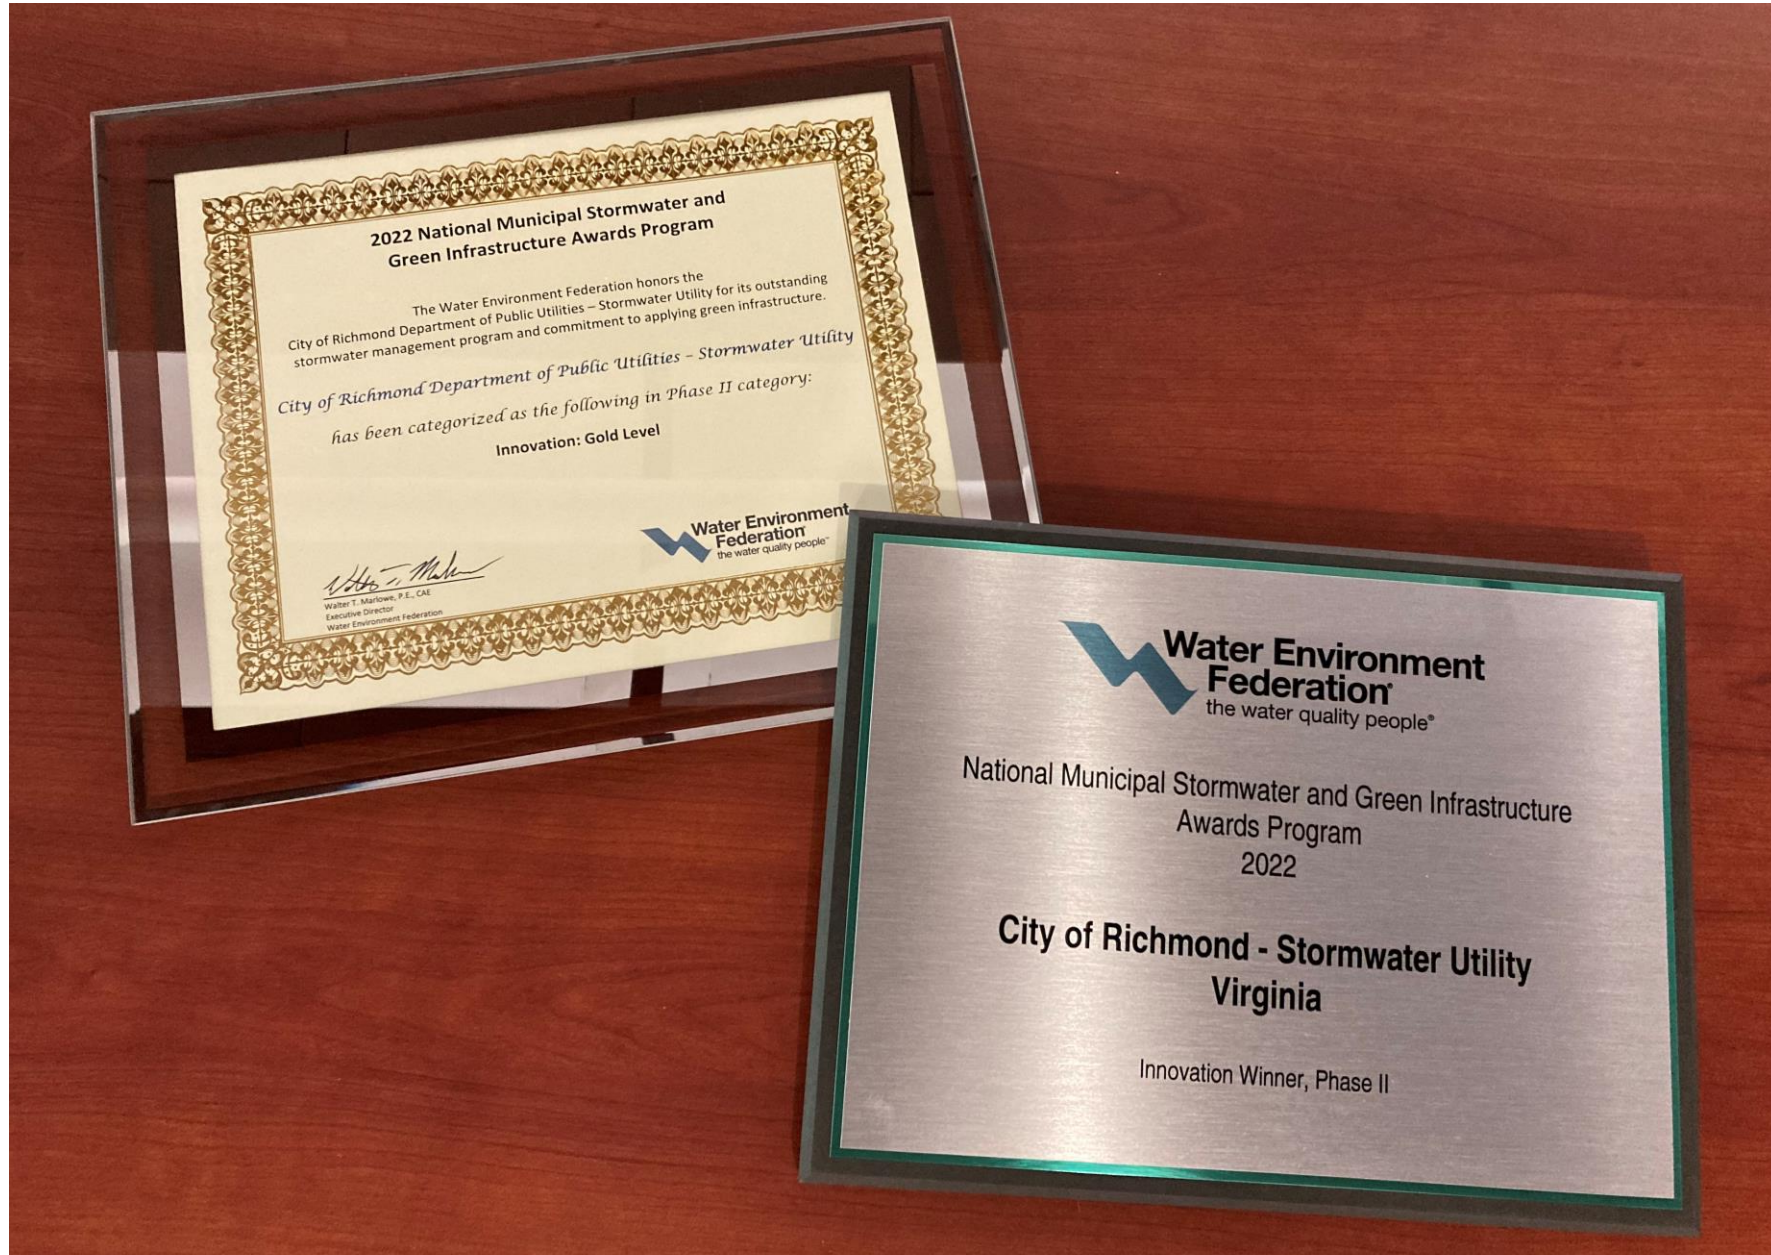 2022 National Municipal Stormwater and
Green Infrastructure Awards Program
The Water Environment Federation honors the
City of Richmond Department of Public Utilities – Stormwater Utility for its outstanding
stormwater management program and commitment to applying green infrastructure.
City of Richmond Department of Public Utilities – Stormwater Utility
has been categorized as the following in Phase II category:
Innovation: Gold Level
Water Environment
Federation
the water quality people
Walter T. Marlowe, P.E., CAE
Executive Director
Water Environment Federation
Water Environment
Federation®
the water quality people®
National Municipal Stormwater and Green Infrastructure
Awards Program
2022
City of Richmond - Stormwater Utility
Virginia
Innovation Winner, Phase II